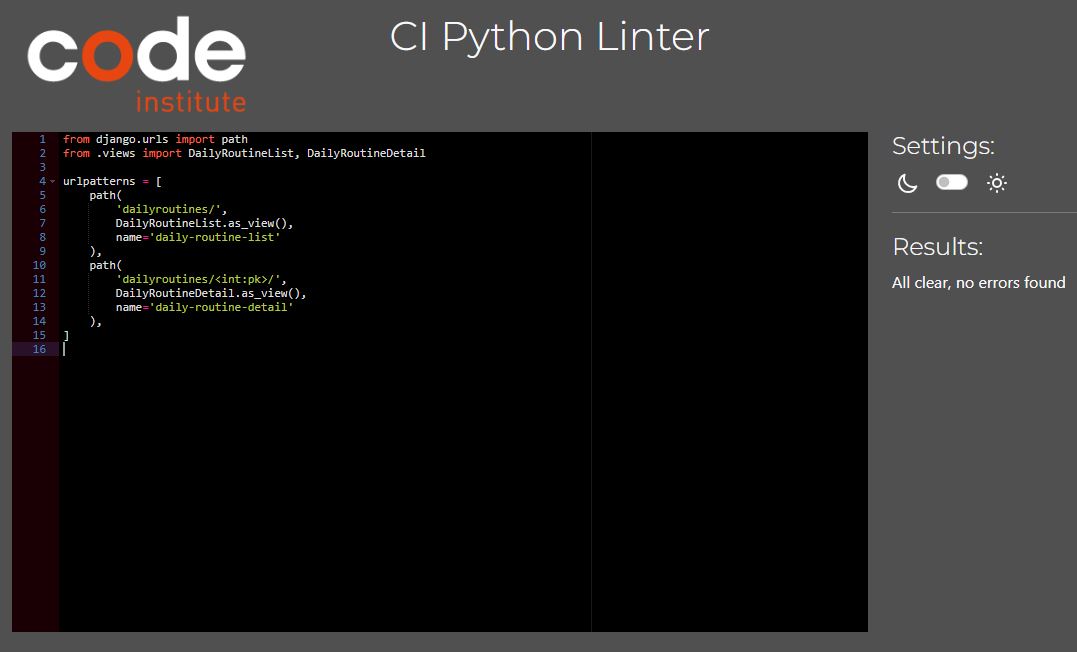 code
institute
CI Python Linter
1 from django.urls import path
2 from .views import DailyRoutineList, DailyRoutineDetail
3
4 urlpatterns = [
5     path(
6         'dailyroutines/',
7         DailyRoutineList.as_view(),
8         name='daily-routine-list'
9     ),
10     path(
11         'dailyroutines/<int:pk>/',
12         DailyRoutineDetail.as_view(),
13         name='daily-routine-detail'
14     ),
15 ]
16
Settings:
Results:
All clear, no errors found